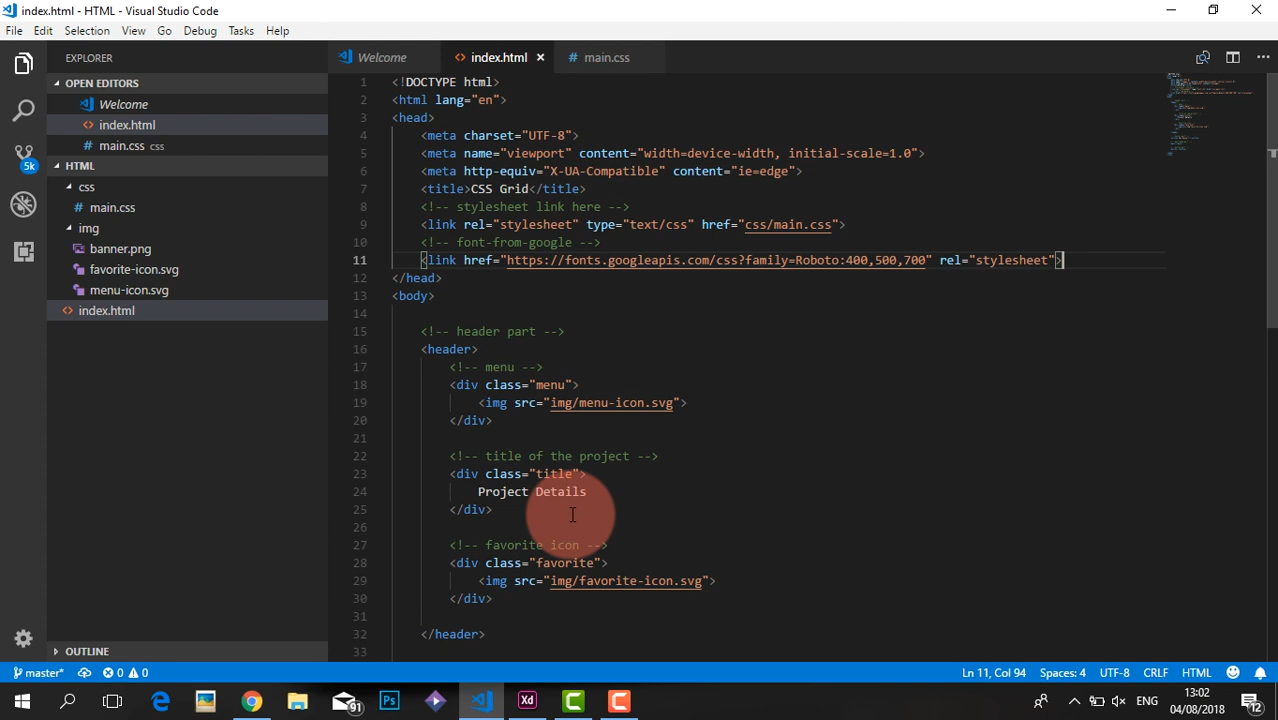 index.html - HTML - Visual Studio Code
File Edit Selection View Go Debug Tasks Help
EXPLORER
OPEN EDITORS
Welcome
index.html
main.css css
HTML
css
main.css
img
banner.png
favorite-icon.svg
menu-icon.svg
index.html
OUTLINE
5k
Welcome index.html main.css
1 <!DOCTYPE html>
2 <html lang="en">
3 <head>
4 <meta charset="UTF-8">
5 <meta name="viewport" content="width=device-width, initial-scale=1.0">
6 <meta http-equiv="X-UA-Compatible" content="ie=edge">
7 <title>CSS Grid</title>
8 <!-- stylesheet link here -->
9 <link rel="stylesheet" type="text/css" href="css/main.css">
10 <!-- font-from-google -->
11 <link href="https://fonts.googleapis.com/css?family=Roboto:400,500,700" rel="stylesheet">
12 </head>
13 <body>
14
15 <!-- header part -->
16 <header>
17 <!-- menu -->
18 <div class="menu">
19 <img src="img/menu-icon.svg">
20 </div>
21
22 <!-- title of the project -->
23 <div class="title">
24 Project Details
25 </div>
26
27 <!-- favorite icon -->
28 <div class="favorite">
29 <img src="img/favorite-icon.svg">
30 </div>
31
32 </header>
33
master* 0 0 Ln 11, Col 94 Spaces: 4 UTF-8 CRLF HTML
91 Ps Xd ENG 13:02
04/08/2018 12